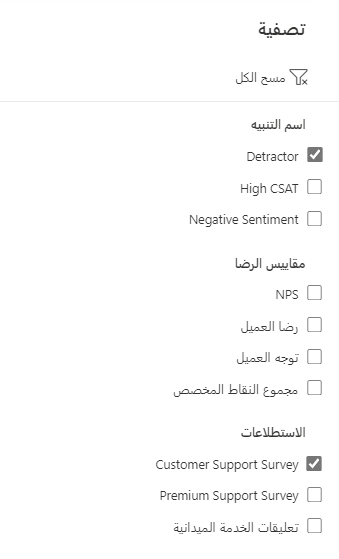 تصفية
مسح الكل
اسم التنبيه
Detractor
High CSAT
Negative Sentiment
مقاييس الرضا
NPS
رضا العميل
توجه العميل
مجموع النقاط المخصص
الاستطلاعات
Customer Support Survey
Premium Support Survey
تعليقات الخدمة الميدانية